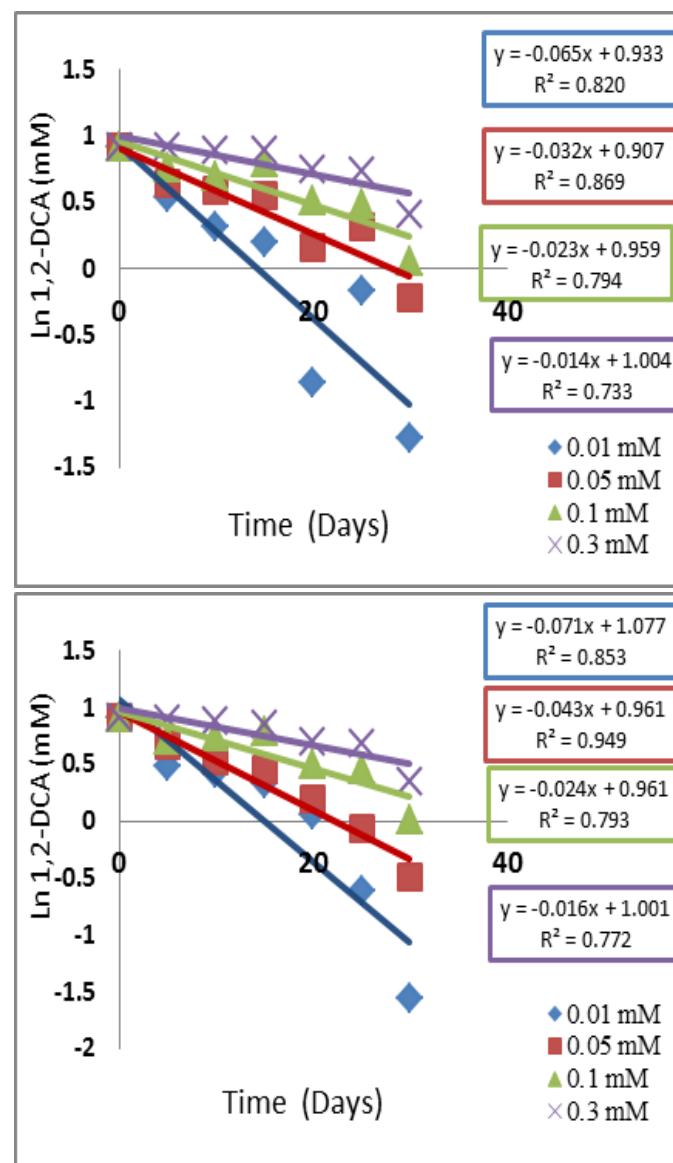 y = -0.065x + 0.933
R² = 0.820
y = -0.032x + 0.907
R² = 0.869
y = -0.023x + 0.959
R² = 0.794
y = -0.014x + 1.004
R² = 0.733
Ln 1,2-DCA (mM)
1.5
1
0.5
0
-0.5
-1
-1.5
0
20
40
Time (Days)
0.01 mM
0.05 mM
0.1 mM
0.3 mM
y = -0.071x + 1.077
R² = 0.853
y = -0.043x + 0.961
R² = 0.949
y = -0.024x + 0.961
R² = 0.793
y = -0.016x + 1.001
R² = 0.772
Ln 1,2-DCA (mM)
1.5
1
0.5
0
-0.5
-1
-1.5
-2
0
20
40
Time (Days)
0.01 mM
0.05 mM
0.1 mM
0.3 mM